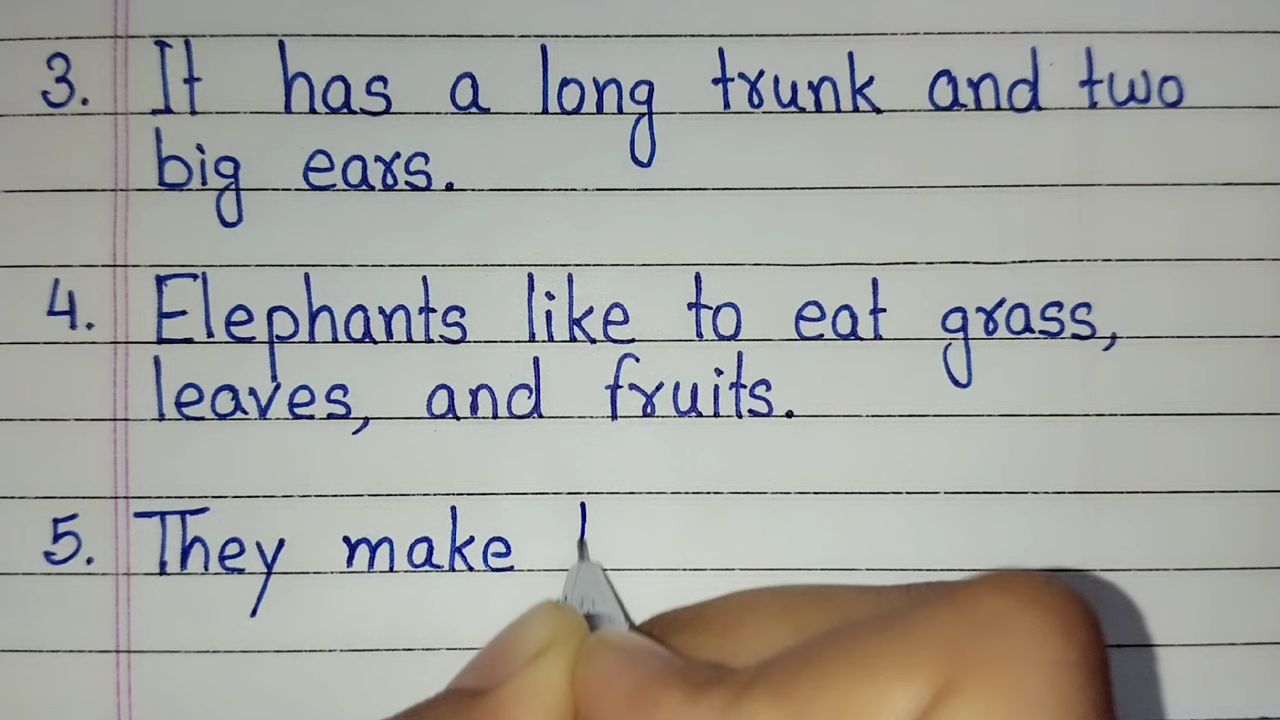 3. It has a long trunk and two
big ears.
4. Elephants like to eat grass,
leaves, and fruits.
5. They make